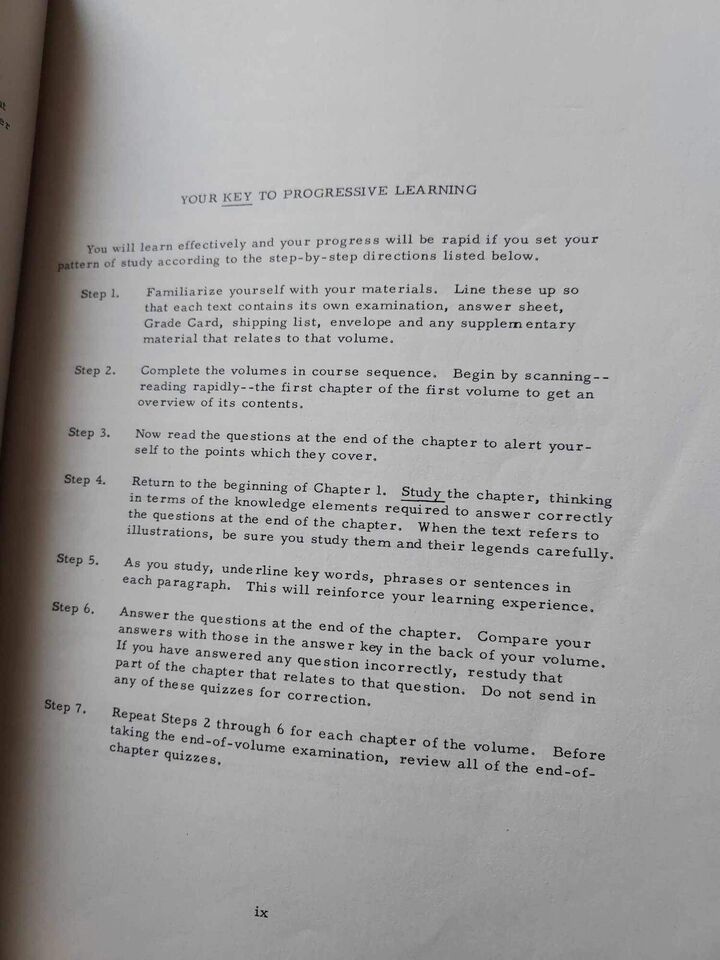 YOUR KEY TO PROGRESSIVE LEARNING
You will learn effectively and your progress will be rapid if you set your
pattern of study according to the step-by-step directions listed below.
Step 1. Familiarize yourself with your materials. Line these up so
that each text contains its own examination, answer sheet,
Grade Card, shipping list, envelope and any supplementary
material that relates to that volume.
Step 2. Complete the volumes in course sequence. Begin by scanning--
reading rapidly--the first chapter of the first volume to get an
overview of its contents.
Step 3. Now read the questions at the end of the chapter to alert your-
self to the points which they cover.
Step 4. Return to the beginning of Chapter 1. Study the chapter, thinking
in terms of the knowledge elements required to answer correctly
the questions at the end of the chapter. When the text refers to
illustrations, be sure you study them and their legends carefully.
Step 5. As you study, underline key words, phrases or sentences in
each paragraph. This will reinforce your learning experience.
Step 6. Answer the questions at the end of the chapter. Compare your
answers with those in the answer key in the back of your volume.
If you have answered any question incorrectly, restudy that
part of the chapter that relates to that question. Do not send in
any of these quizzes for correction.
Step 7. Repeat Steps 2 through 6 for each chapter of the volume. Before
taking the end-of-volume examination, review all of the end-of-
chapter quizzes.
ix